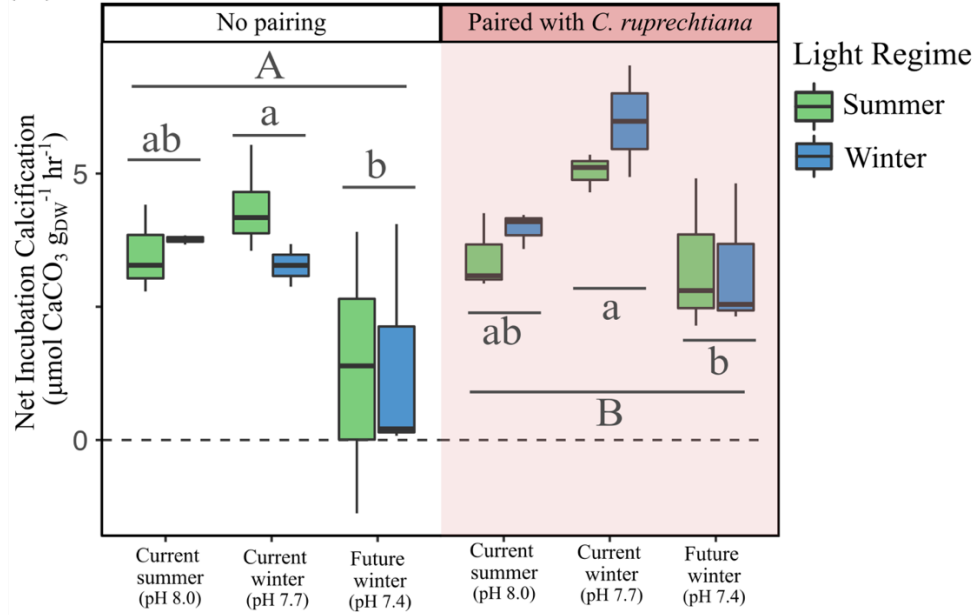 No pairing
Paired with C. ruprechtiana
Light Regime
Summer
Winter
Net Incubation Calcification
(μmol CaCO₃ g_DW⁻¹ hr⁻¹)
5
0
A
ab
a
b
ab
a
b
B
Current
summer
(pH 8.0)
Current
winter
(pH 7.7)
Future
winter
(pH 7.4)
Current
summer
(pH 8.0)
Current
winter
(pH 7.7)
Future
winter
(pH 7.4)